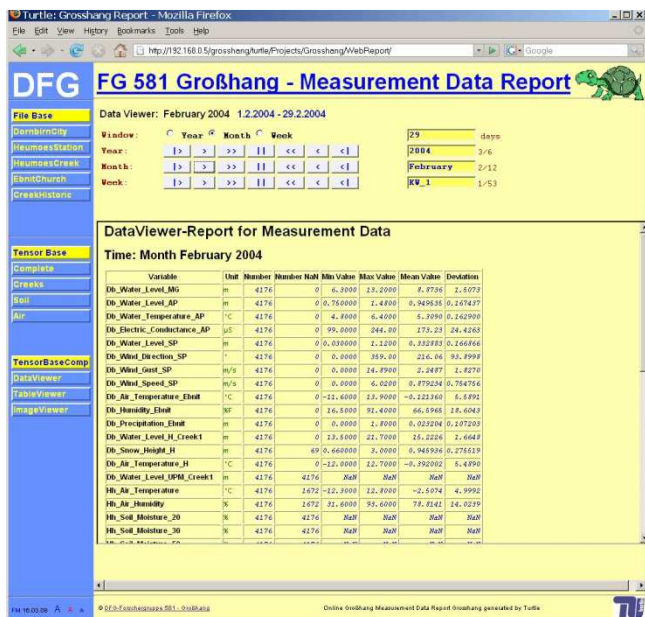 Turtle: Grosshang Report - Mozilla Firefox
File Edit View History Bookmarks Tools Help
http://192.168.0.5/grosshang/turtle/Projects/Grosshang/WebReport/
Google
DFG
FG 581 Großhang - Measurement Data Report
File Base
DornbirnCity
HeumoesStation
HeumoesCreek
EbnitChurch
CreekHistoric
Data Viewer: February 2004 1.2.2004 - 29.2.2004
Window: Year Month Week 29 days
Year: |> > >> || << < <| 2004 3/6
Month: |> > >> || << < <| February 2/12
Week: |> > >> || << < <| KW_1 1/53
Tensor Base
Complete
Creeks
Soil
Air
TensorBaseComp
DataViewer
TableViewer
ImageViewer
DataViewer-Report for Measurement Data
Time: Month February 2004
Variable Unit Number Number NaN Min Value Max Value Mean Value Deviation
Db_Water_Level_MG m 4176 0 6.3000 13.2000 8.8736 1.5073
Db_Water_Level_AP m 4176 0 0.750000 1.4800 0.949535 0.167437
Db_Water_Temperature_AP °C 4176 0 4.8000 6.4000 5.3090 0.162900
Db_Electric_Conductance_AP µS 4176 0 99.0000 244.00 173.23 24.4263
Db_Water_Level_SP m 4176 0 0.030000 1.1200 0.332883 0.166866
Db_Wind_Direction_SP ° 4176 0 0.0000 359.00 216.06 93.8998
Db_Wind_Gust_SP m/s 4176 0 0.0000 14.8900 2.2487 1.8270
Db_Wind_Speed_SP m/s 4176 0 0.0000 6.0200 0.879234 0.754756
Db_Air_Temperature_Ebnit °C 4176 0 -11.6000 13.9000 -0.121360 5.5891
Db_Humidity_Ebnit %F 4176 0 16.5000 91.4000 66.5965 18.6043
Db_Precipitation_Ebnit m 4176 0 0.0000 1.8000 0.023204 0.107203
Db_Water_Level_H_Creek1 m 4176 0 13.5000 21.7000 15.2226 1.6648
Db_Snow_Height_H m 4176 69 0.660000 3.0000 0.945936 0.275519
Db_Air_Temperature_H °C 4176 0 -12.0000 12.7000 -0.392002 5.4890
Db_Water_Level_UPM_Creek1 m 4176 4176 NaN NaN NaN NaN
Hh_Air_Temperature °C 4176 1672 -12.3000 12.8000 -2.5074 4.9992
Hh_Air_Humidity % 4176 1672 31.6000 93.6000 78.8141 14.0239
Hh_Soil_Moisture_20 % 4176 4176 NaN NaN NaN NaN
Hh_Soil_Moisture_30 % 4176 4176 NaN NaN NaN NaN
FM 16.03.08 A A A
© DFG-Forschergruppe 581 - Großhang
Online Großhang Measurement Data Report Grosshang generated by Turtle